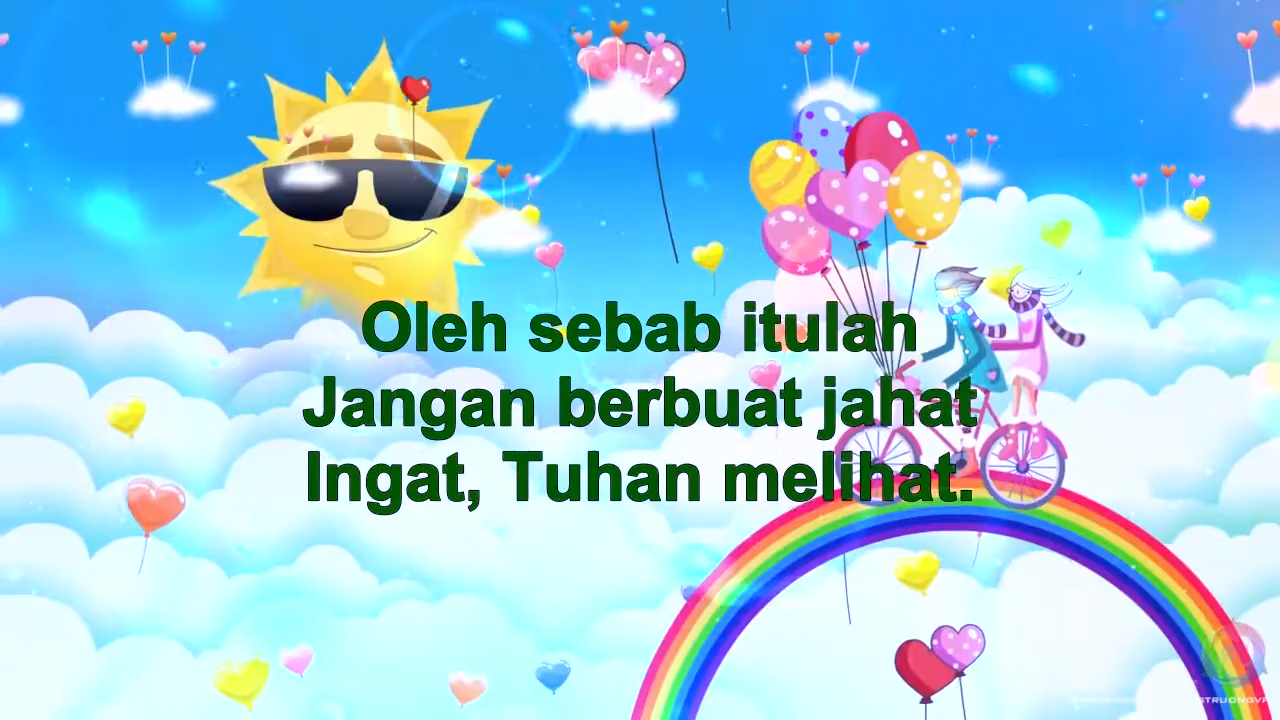 Oleh sebab itulah
Jangan berbuat jahat
Ingat, Tuhan melihat.